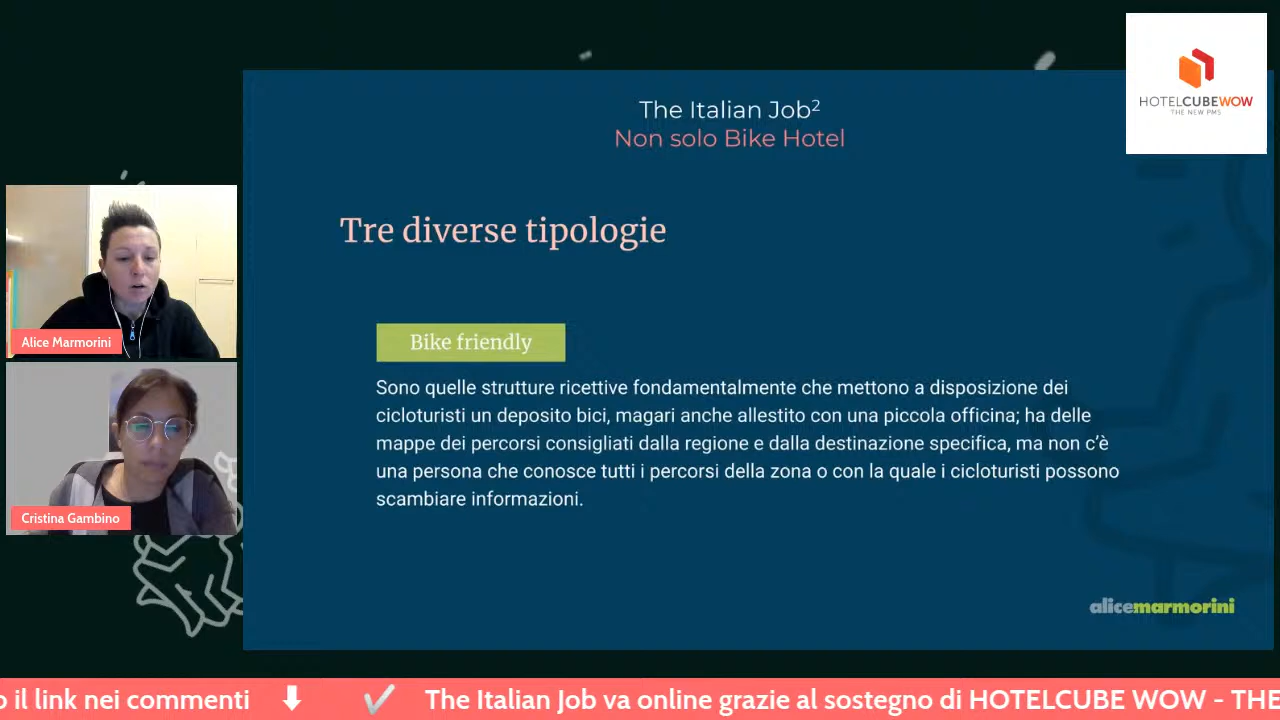 HOTELCUBEWOW
THE NEW PMS
The Italian Job²
Non solo Bike Hotel
Tre diverse tipologie
Bike friendly
Sono quelle strutture ricettive fondamentalmente che mettono a disposizione dei
cicloturisti un deposito bici, magari anche allestito con una piccola officina; ha delle
mappe dei percorsi consigliati dalla regione e dalla destinazione specifica, ma non c’è
una persona che conosce tutti i percorsi della zona o con la quale i cicloturisti possono
scambiare informazioni.
Alice Marmorini
Cristina Gambino
alicemarmorini
o il link nei commenti ⬇ ✔ The Italian Job va online grazie al sostegno di HOTELCUBE WOW - THE